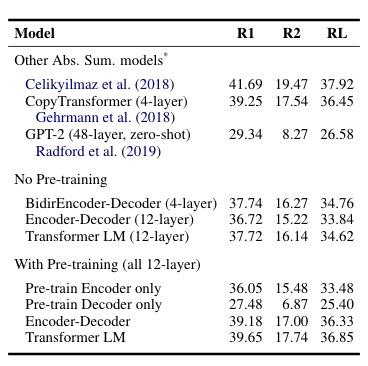 Model R1 R2 RL
Other Abs. Sum. models*
Celikyilmaz et al. (2018) 41.69 19.47 37.92
CopyTransformer (4-layer) 39.25 17.54 36.45
Gehrmann et al. (2018)
GPT-2 (48-layer, zero-shot) 29.34 8.27 26.58
Radford et al. (2019)
No Pre-training
BidirEncoder-Decoder (4-layer) 37.74 16.27 34.76
Encoder-Decoder (12-layer) 36.72 15.22 33.84
Transformer LM (12-layer) 37.72 16.14 34.62
With Pre-training (all 12-layer)
Pre-train Encoder only 36.05 15.48 33.48
Pre-train Decoder only 27.48 6.87 25.40
Encoder-Decoder 39.18 17.00 36.33
Transformer LM 39.65 17.74 36.85